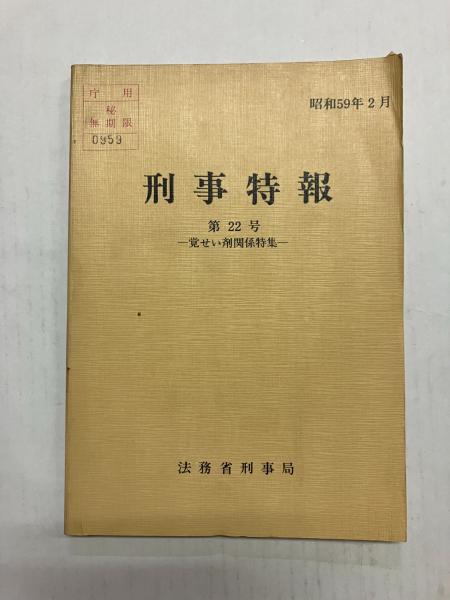 庁用
秘
無期限
0959
昭和59年2月
刑事特報
第22号
―覚せい剤関係特集―
法務省刑事局